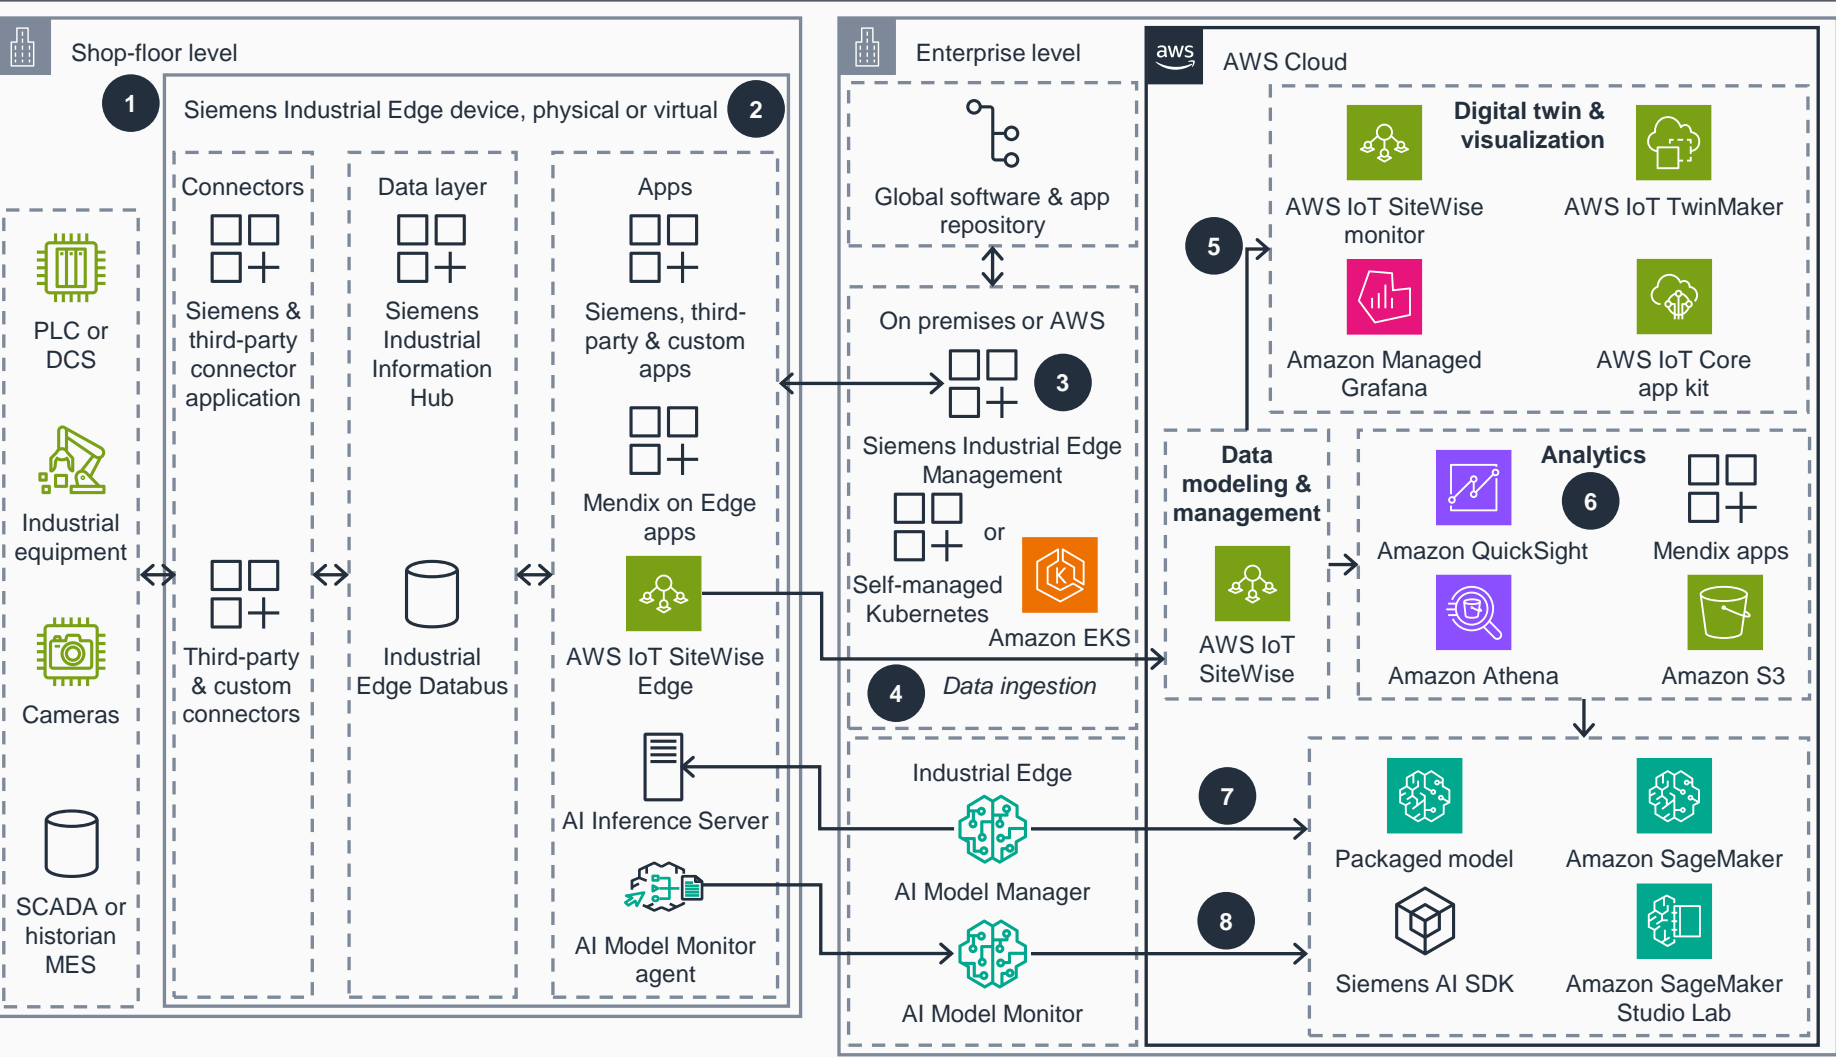 Shop-floor level
1
Siemens Industrial Edge device, physical or virtual
2
PLC or
DCS
Industrial
equipment
Cameras
SCADA or
historian
MES
Connectors
Siemens &
third-party
connector
application
Third-party
& custom
connectors
Data layer
Siemens
Industrial
Information
Hub
Industrial
Edge Databus
Apps
Siemens, third-
party & custom
apps
Mendix on Edge
apps
AWS IoT SiteWise
Edge
AI Inference Server
AI Model Monitor
agent
Enterprise level
Global software & app
repository
On premises or AWS
3
Siemens Industrial Edge
Management
or
Self-managed
Kubernetes
Amazon EKS
4
Data ingestion
Industrial Edge
AI Model Manager
AI Model Monitor
aws
AWS Cloud
5
Digital twin &
visualization
AWS IoT SiteWise
monitor
AWS IoT TwinMaker
Amazon Managed
Grafana
AWS IoT Core
app kit
Data
modeling &
management
AWS IoT
SiteWise
Analytics
6
Amazon QuickSight
Mendix apps
Amazon Athena
Amazon S3
7
Packaged model
Amazon SageMaker
8
Siemens AI SDK
Amazon SageMaker
Studio Lab